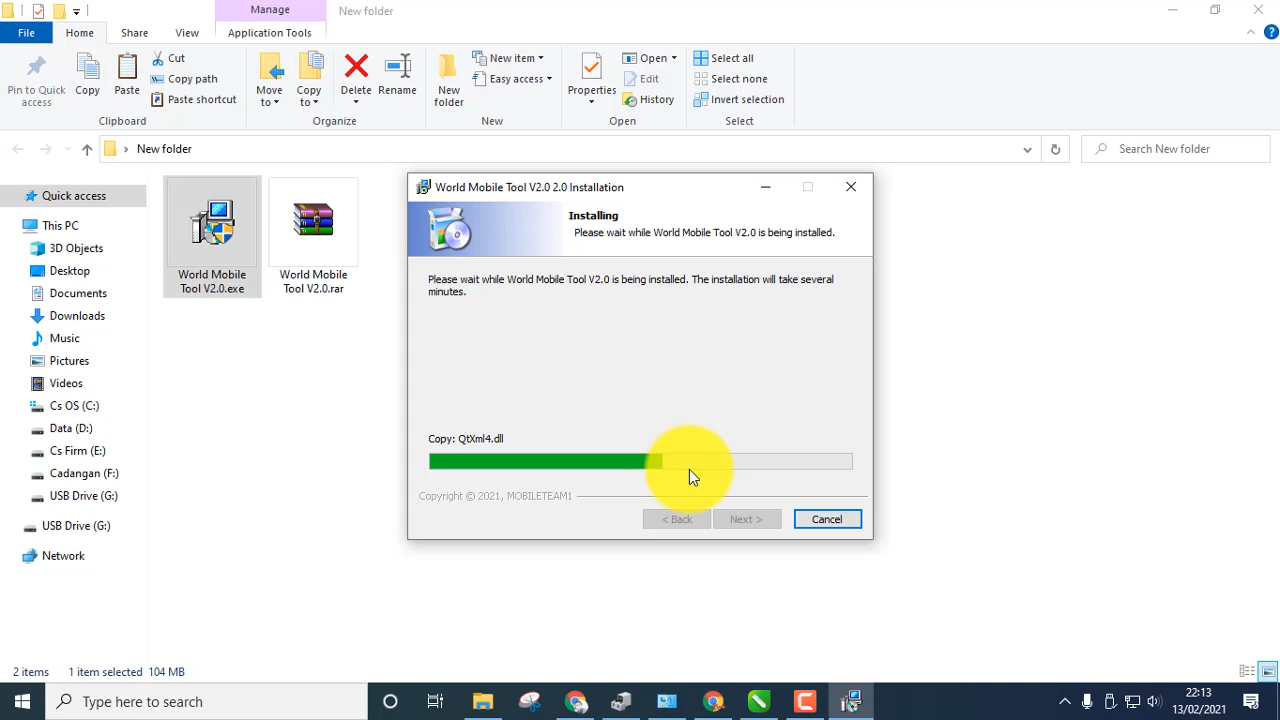 Manage
New folder
File
Home
Share
View
Application Tools
Pin to Quick
access
Copy
Paste
Cut
Copy path
Paste shortcut
Clipboard
Move
to
Copy
to
Delete
Rename
Organize
New
folder
New item
Easy access
New
Properties
Open
Edit
History
Open
Select all
Select none
Invert selection
Select
New folder
Search New folder
Quick access
This PC
3D Objects
Desktop
Documents
Downloads
Music
Pictures
Videos
Cs OS (C:)
Data (D:)
Cs Firm (E:)
Cadangan (F:)
USB Drive (G:)
USB Drive (G:)
Network
World Mobile
Tool V2.0.exe
World Mobile
Tool V2.0.rar
World Mobile Tool V2.0 2.0 Installation
Installing
Please wait while World Mobile Tool V2.0 is being installed.
Please wait while World Mobile Tool V2.0 is being installed. The installation will take several
minutes.
Copy: QtXml4.dll
Copyright © 2021, MOBILETEAM1
< Back
Next >
Cancel
2 items
1 item selected
104 MB
Type here to search
22:13
13/02/2021